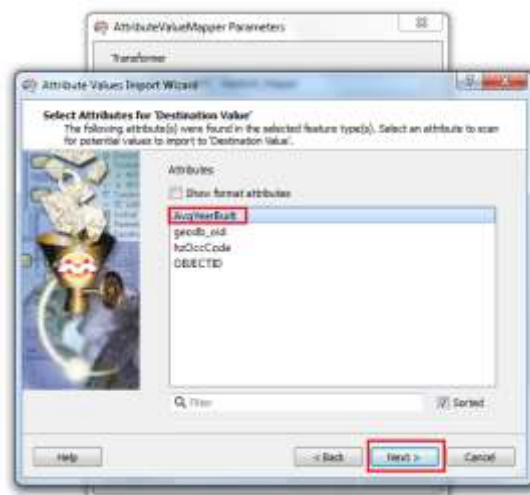 AttributeValueMapper Parameters
Transformer
Attribute Values Import Wizard
Select Attributes for 'Destination Value'
The following attribute(s) were found in the selected feature type(s). Select an attribute to scan
for potential values to import to 'Destination Value'.
Attributes
Show format attributes
AvgYearBuilt
geodb_oid
hzOccCode
OBJECTID
Filter
Sorted
Help
< Back
Next >
Cancel